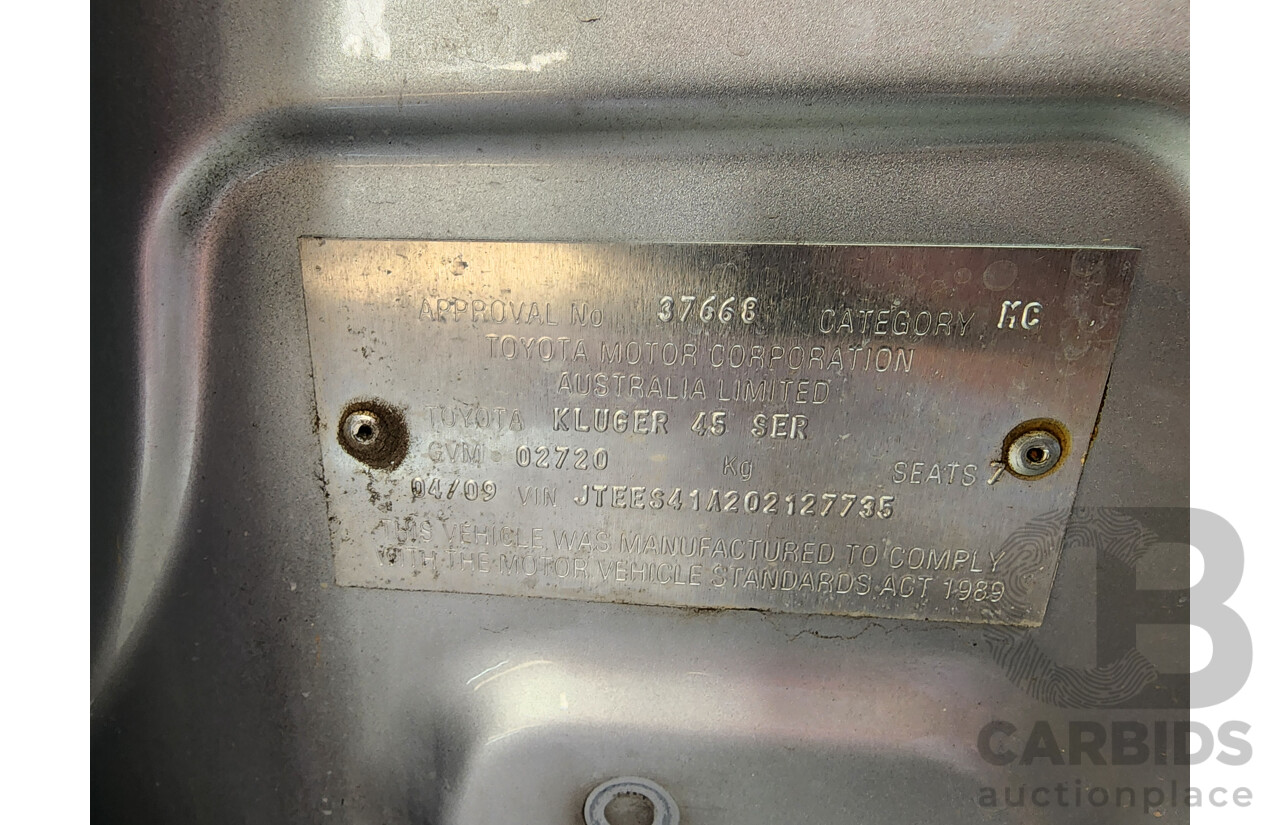 APPROVAL No 37668 CATEGORY MC
TOYOTA MOTOR CORPORATION
AUSTRALIA LIMITED
TOYOTA KLUGER 45 SER
GVM 02720 Kg SEATS 7
04/09 VIN JTEES41A202127735
THIS VEHICLE WAS MANUFACTURED TO COMPLY
WITH THE MOTOR VEHICLE STANDARDS ACT 1989
CB
CARBIDS
auctionplace